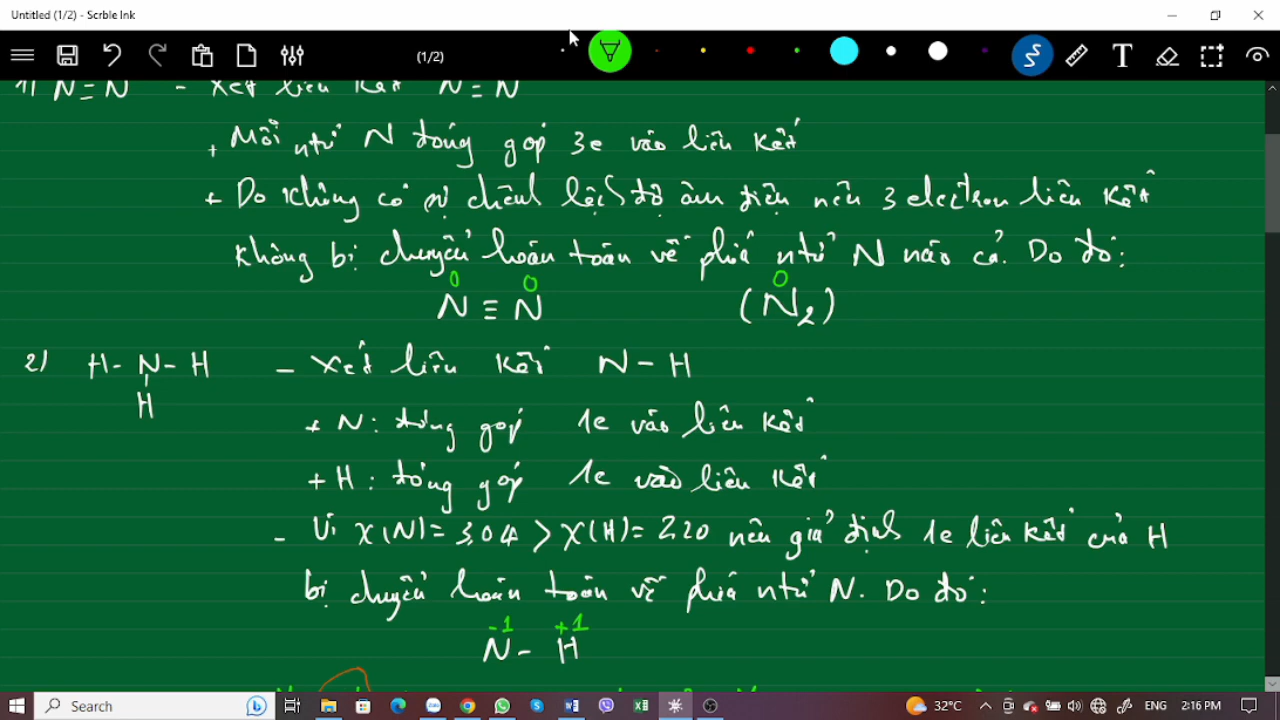 Untitled (1/2) - Scrble Ink
(1/2)
1) N≡N - Xét liên kết N≡N
+ Mỗi ntử N đóng góp 3e vào liên kết
+ Do không có sự chênh lệch độ âm điện nên 3 electron liên kết
không bị chuyển hoàn toàn về phía ntử N nào cả. Do đó:
0 0 0
N≡N (N2)
2) H-N-H - Xét liên kết N-H
H
+ N: đóng góp 1e vào liên kết
+ H: đóng góp 1e vào liên kết
- Vì χ(N)=3,04 > χ(H)=2,20 nên giả định 1e liên kết của H
bị chuyển hoàn toàn về phía ntử N. Do đó:
-1 +1
N- H
Search
32°C ENG 2:16 PM